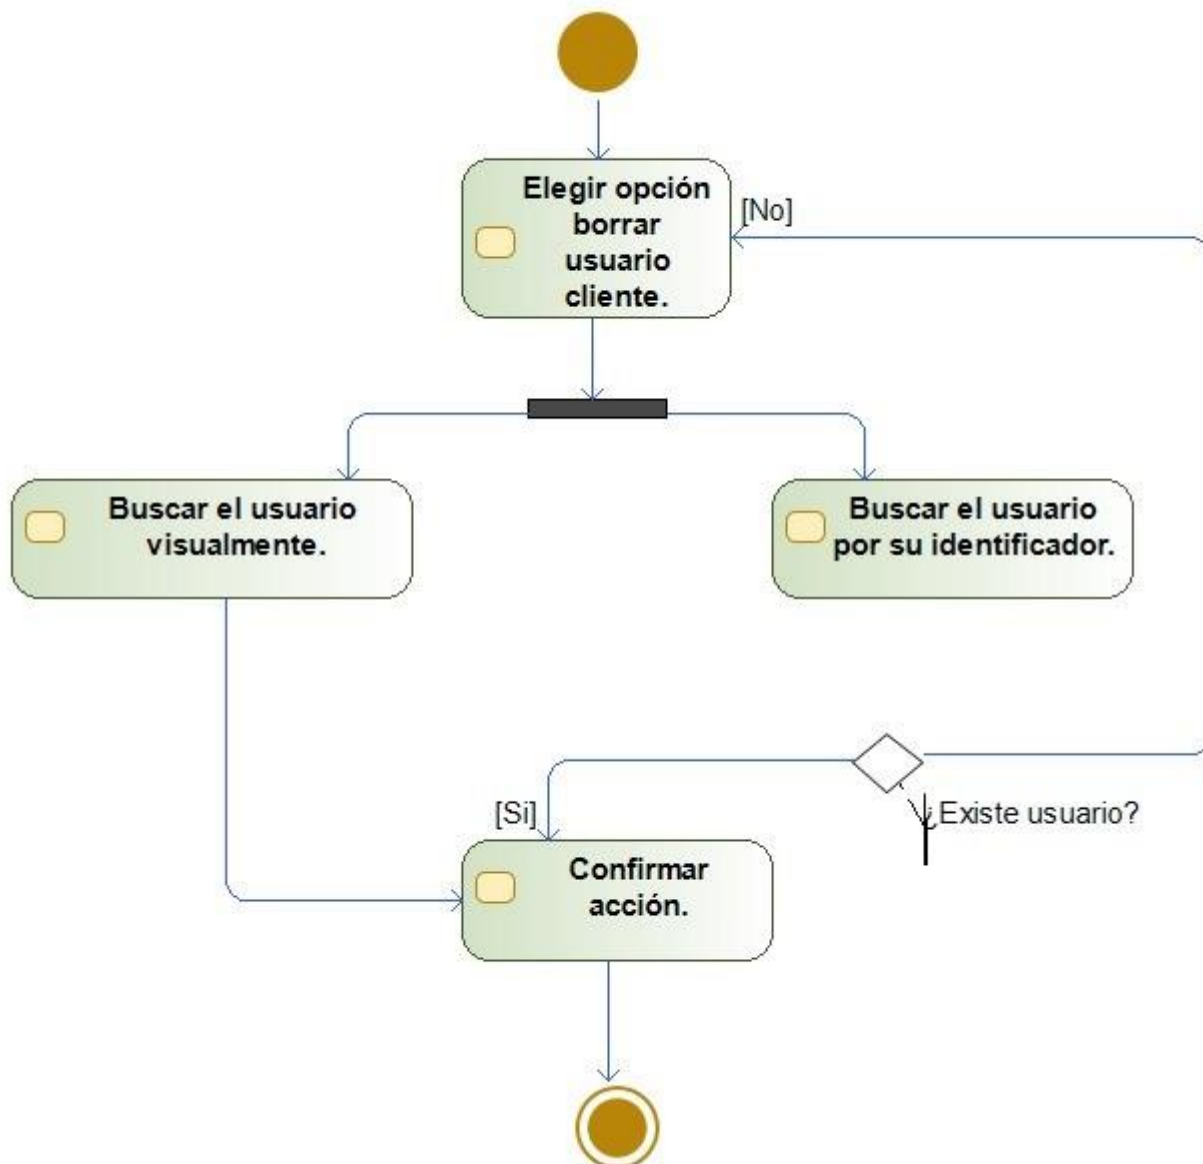 Elegir opción
borrar
usuario
cliente.
[No]
Buscar el usuario
visualmente.
Buscar el usuario
por su identificador.
[Si]
¿Existe usuario?
Confirmar
acción.